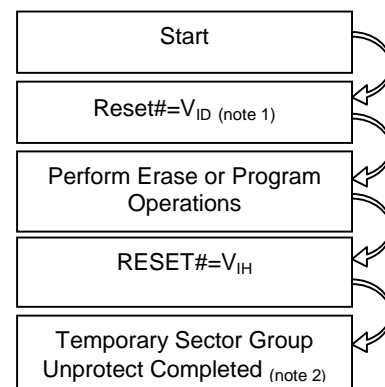 Start
Reset#=VID (note 1)
Perform Erase or Program
Operations
RESET#=VIH
Temporary Sector Group
Unprotect Completed (note 2)